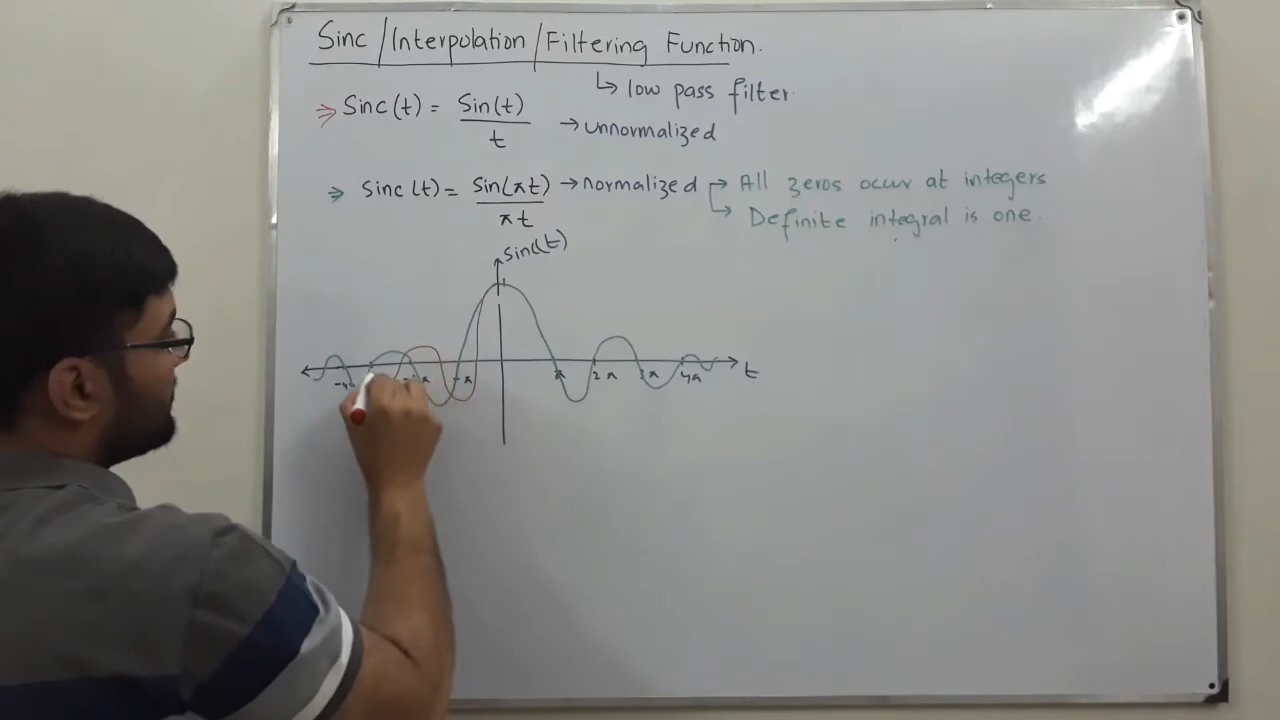 Sinc/Interpolation/Filtering Function.
↳ low pass filter.
⇒ Sinc(t) = Sin(t)/t → unnormalized
⇒ Sinc(t) = Sin(πt)/πt → normalized
→ All zeros occur at integers
→ Definite integral is one.
sinc(t)
-π π 2π 3π 4π t